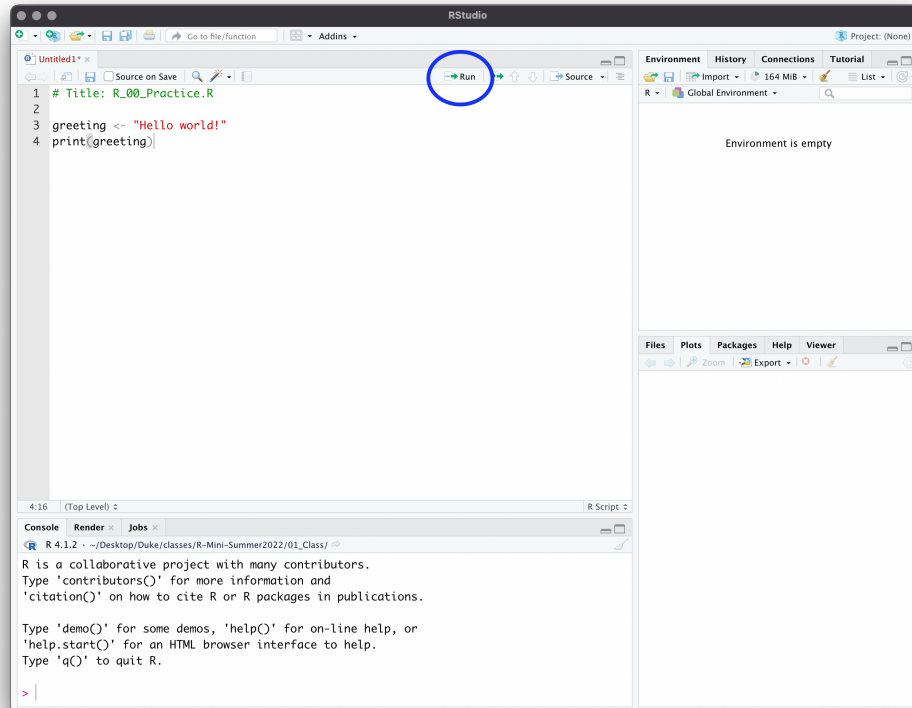 RStudio
Go to file/function
Addins
Project: (None)
Untitled1*
Source on Save
Run
Source
1 # Title: R_00_Practice.R
2
3 greeting <- "Hello world!"
4 print(greeting)
4:16 (Top Level)
R Script
Console Render Jobs
R 4.1.2 · ~/Desktop/Duke/classes/R-Mini-Summer2022/01_Class/
R is a collaborative project with many contributors.
Type 'contributors()' for more information and
'citation()' on how to cite R or R packages in publications.
Type 'demo()' for some demos, 'help()' for on-line help, or
'help.start()' for an HTML browser interface to help.
Type 'q()' to quit R.
>
Environment History Connections Tutorial
Import 164 MiB List
R Global Environment
Environment is empty
Files Plots Packages Help Viewer
Zoom Export